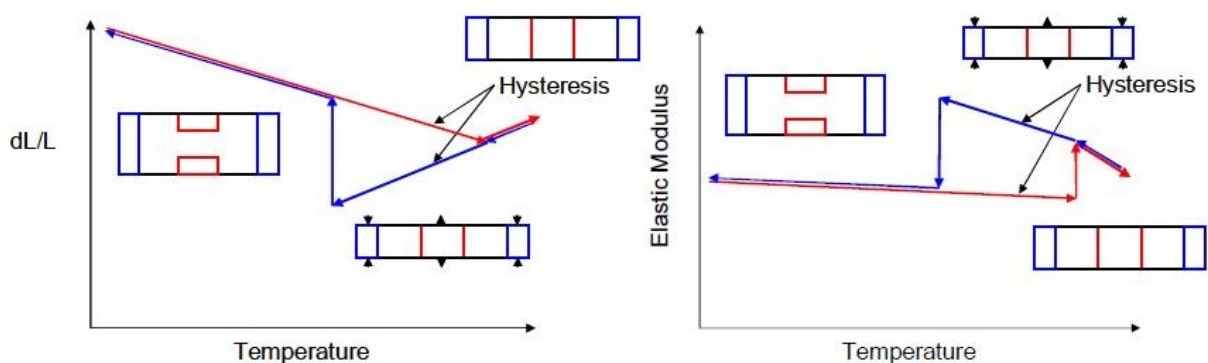 dL/L
Hysteresis
Temperature
Elastic Modulus
Hysteresis
Temperature